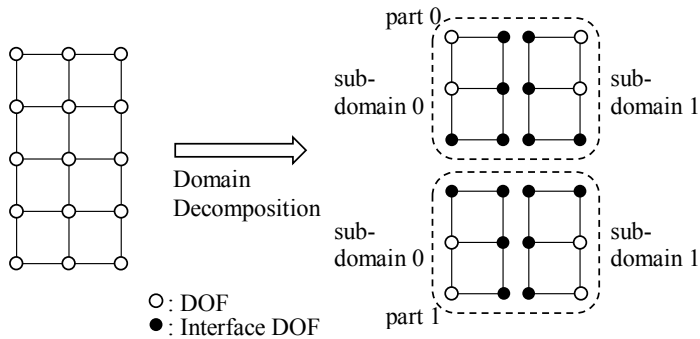 part 0
sub-
domain 0
sub-
domain 1
Domain
Decomposition
sub-
domain 0
sub-
domain 1
part 1
: DOF
: Interface DOF